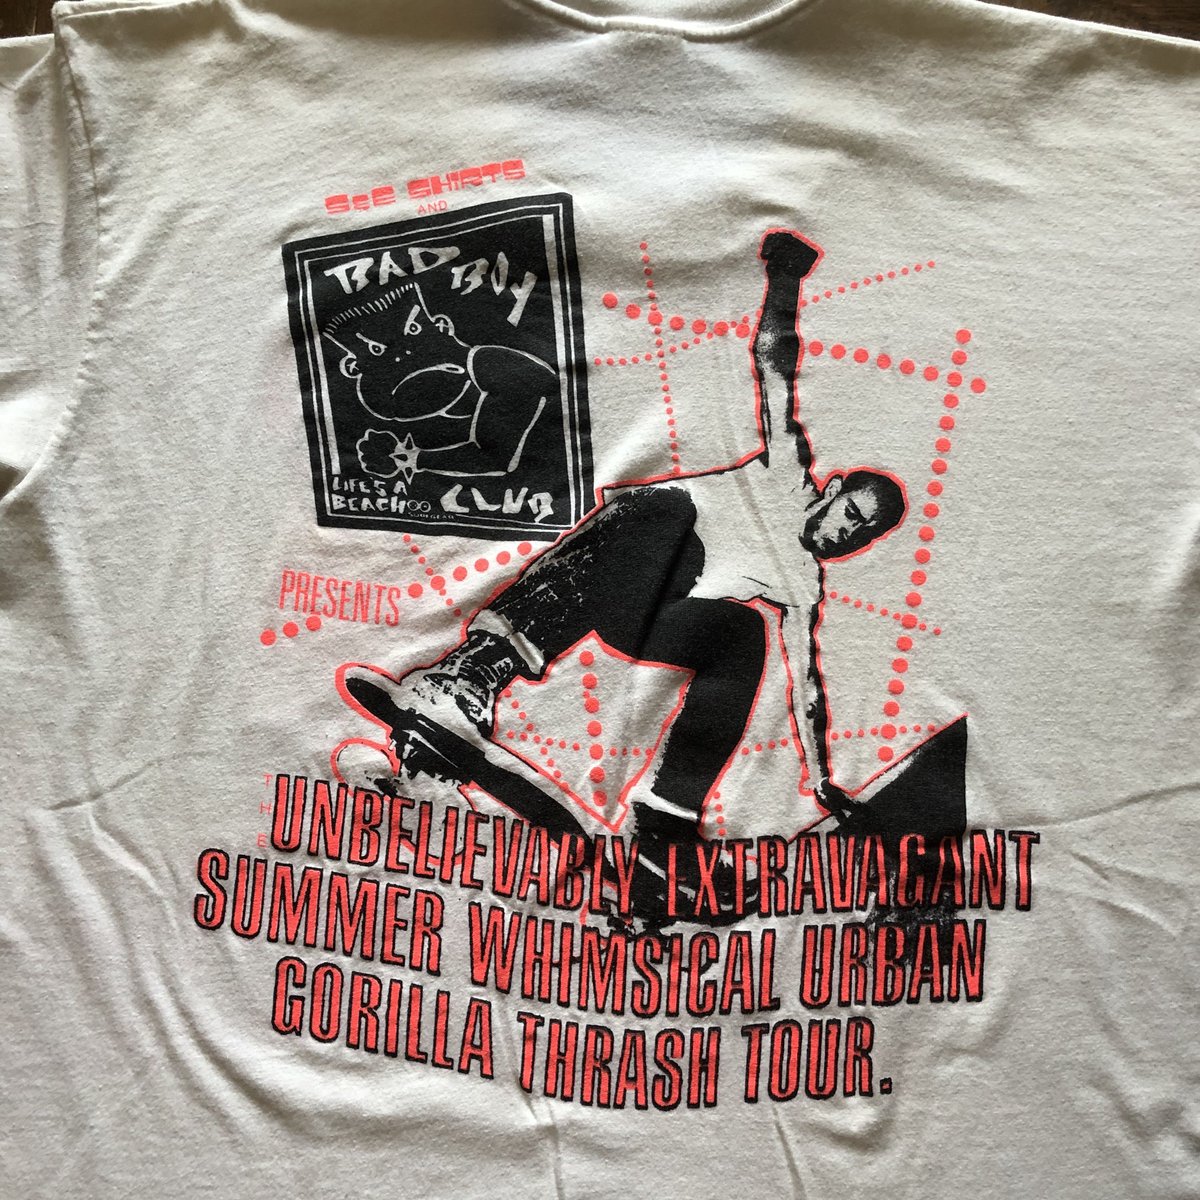 S&E SHIRTS
AND
BAD BOY
LIFE'S A
BEACH
CLUB
PRESENTS
THE
UNBELIEVABLY EXTRAVAGANT
SUMMER WHIMSICAL URBAN
GORILLA THRASH TOUR.